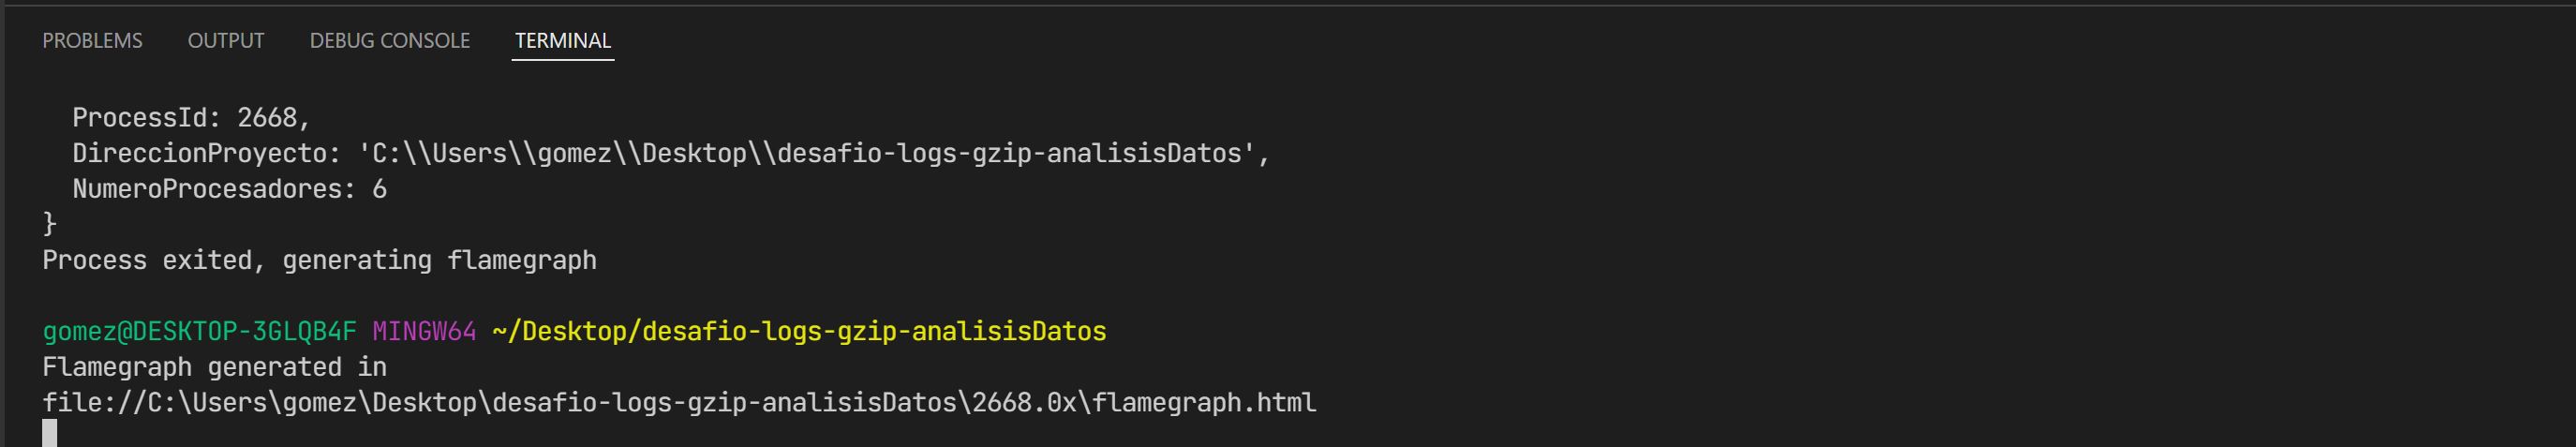 PROBLEMS OUTPUT DEBUG CONSOLE TERMINAL
ProcessId: 2668,
DireccionProyecto: 'C:\\Users\\gomez\\Desktop\\desafio-logs-gzip-analisisDatos',
NumeroProcesadores: 6
}
Process exited, generating flamegraph
gomez@DESKTOP-3GLQB4F MINGW64 ~/Desktop/desafio-logs-gzip-analisisDatos
Flamegraph generated in
file://C:\Users\gomez\Desktop\desafio-logs-gzip-analisisDatos\2668.0x\flamegraph.html